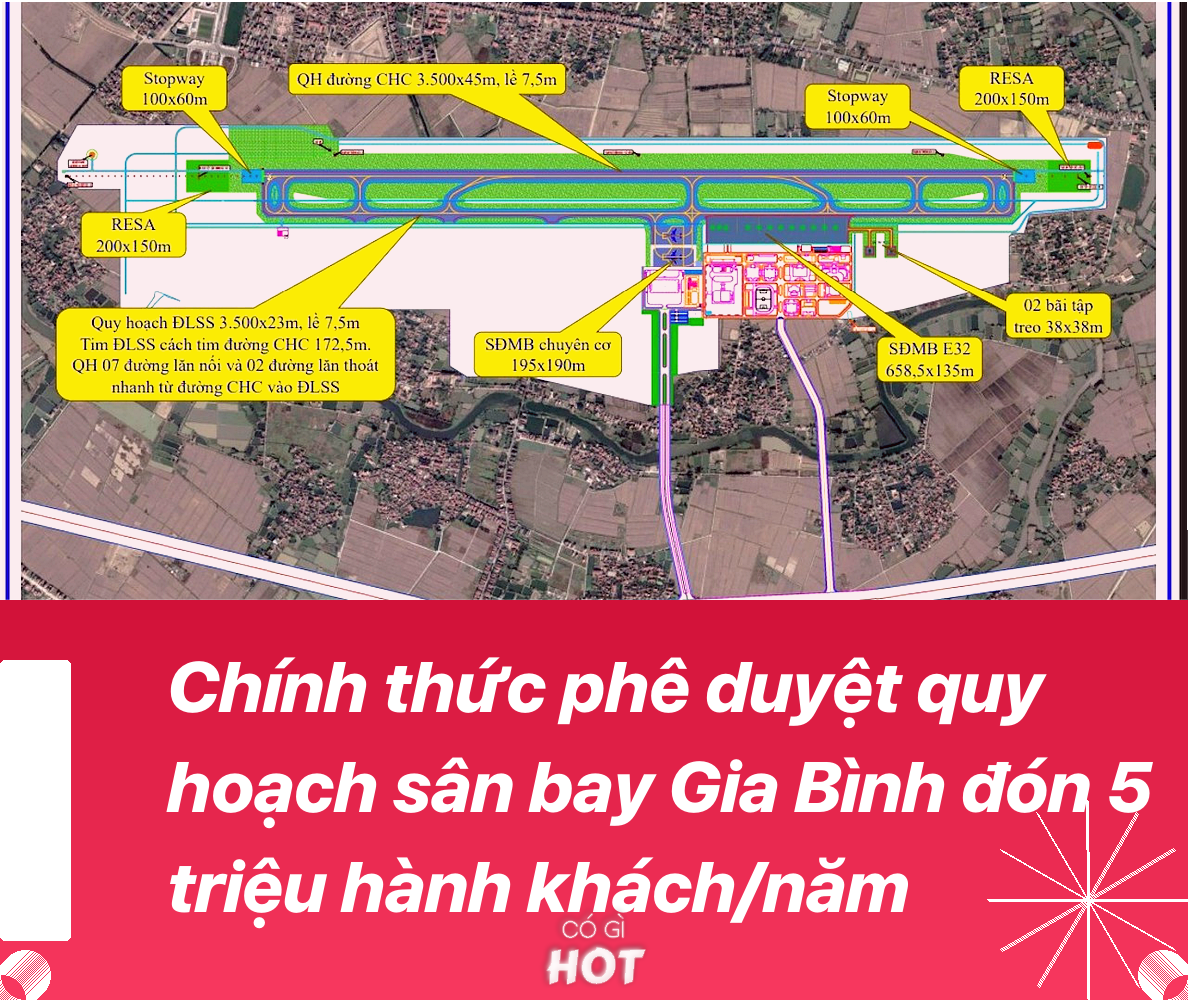 Stopway
100x60m
QH đường CHC 3.500x45m, lề 7,5m
Stopway
100x60m
RESA
200x150m
RESA
200x150m
Quy hoạch ĐLSS 3.500x23m, lề 7,5m
Tim ĐLSS cách tim đường CHC 172,5m.
QH 07 đường lăn nối và 02 đường lăn thoát
nhanh từ đường CHC vào ĐLSS
SĐMB chuyên cơ
195x190m
SĐMB E32
658,5x135m
02 bãi tập
treo 38x38m
Chính thức phê duyệt quy
hoạch sân bay Gia Bình đón 5
triệu hành khách/năm
CÓ GÌ
HOT